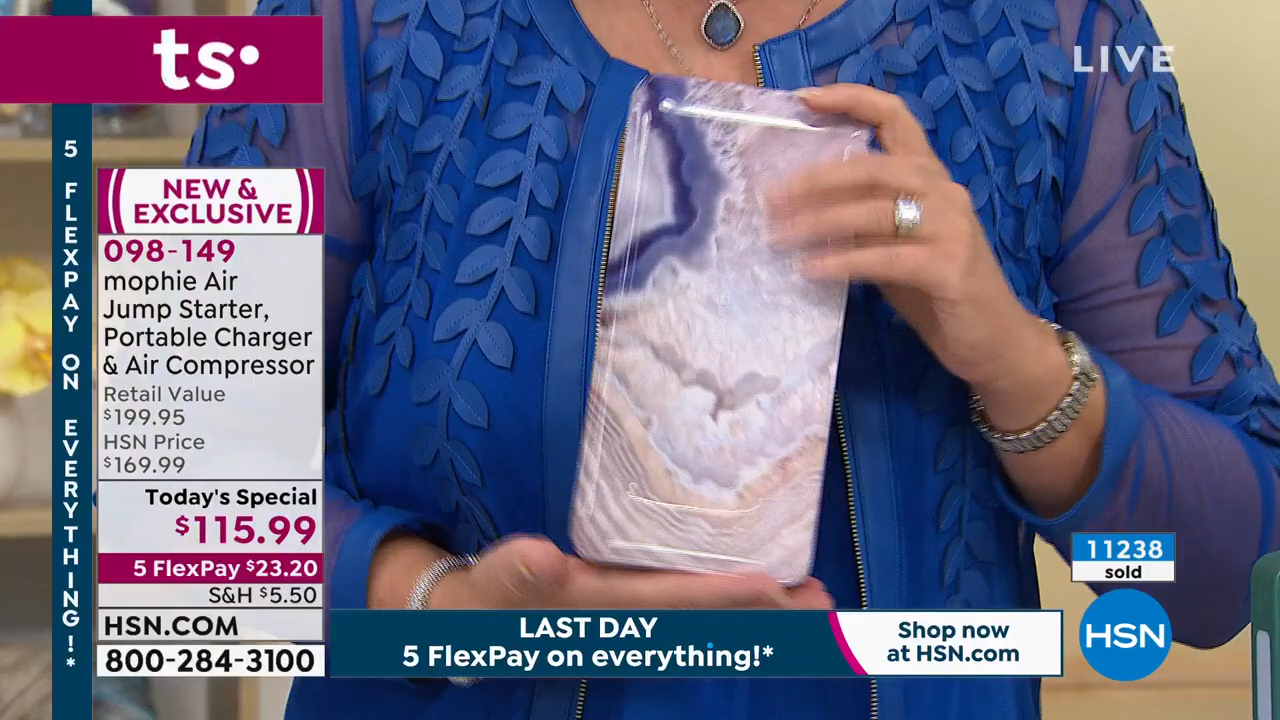 ts.
LIVE
5 FLEXPAY ON EVERYTHING!*
NEW &
EXCLUSIVE
098-149
mophie Air
Jump Starter,
Portable Charger
& Air Compressor
Retail Value
$199.95
HSN Price
$169.99
Today's Special
$115.99
5 FlexPay $23.20
S&H $5.50
HSN.COM
800-284-3100
LAST DAY
5 FlexPay on everything!*
Shop now
at HSN.com
11238
sold
HSN